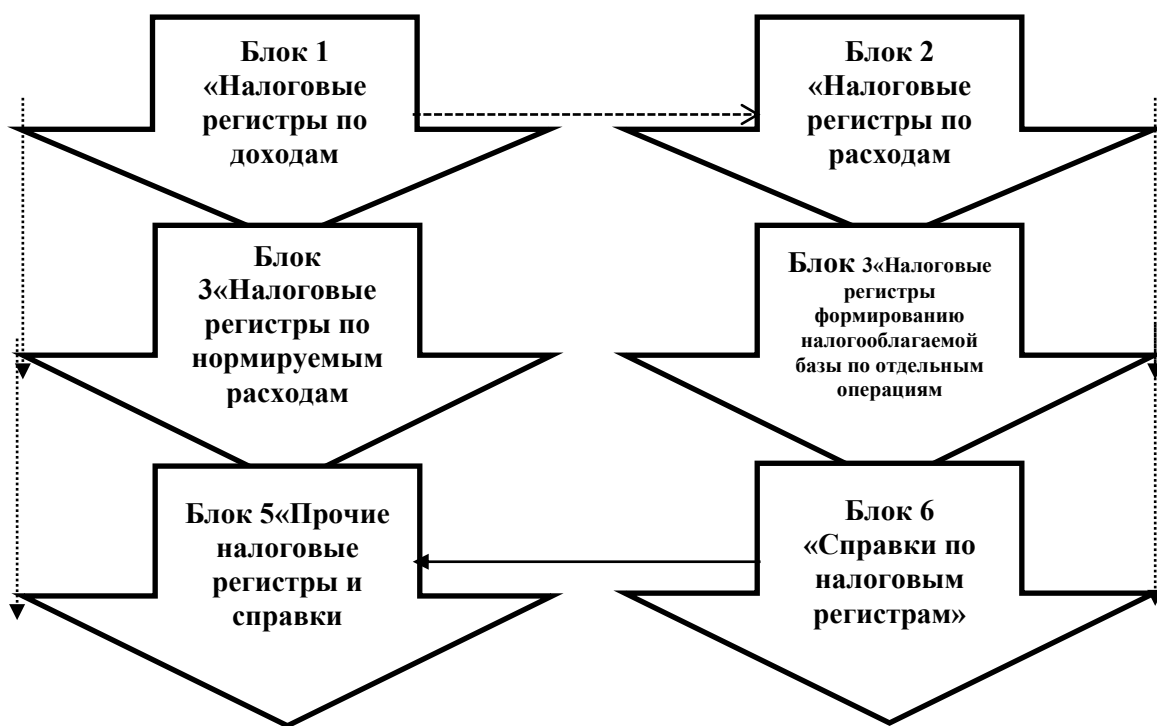 Блок 1
«Налоговые
регистры по
доходам
Блок 2
«Налоговые
регистры по
расходам
Блок
3«Налоговые
регистры по
нормируемым
расходам
Блок 3«Налоговые
регистры
формированию
налогооблагаемой
базы по отдельным
операциям
Блок 5«Прочие
налоговые
регистры и
справки
Блок 6
«Справки по
налоговым
регистрам»